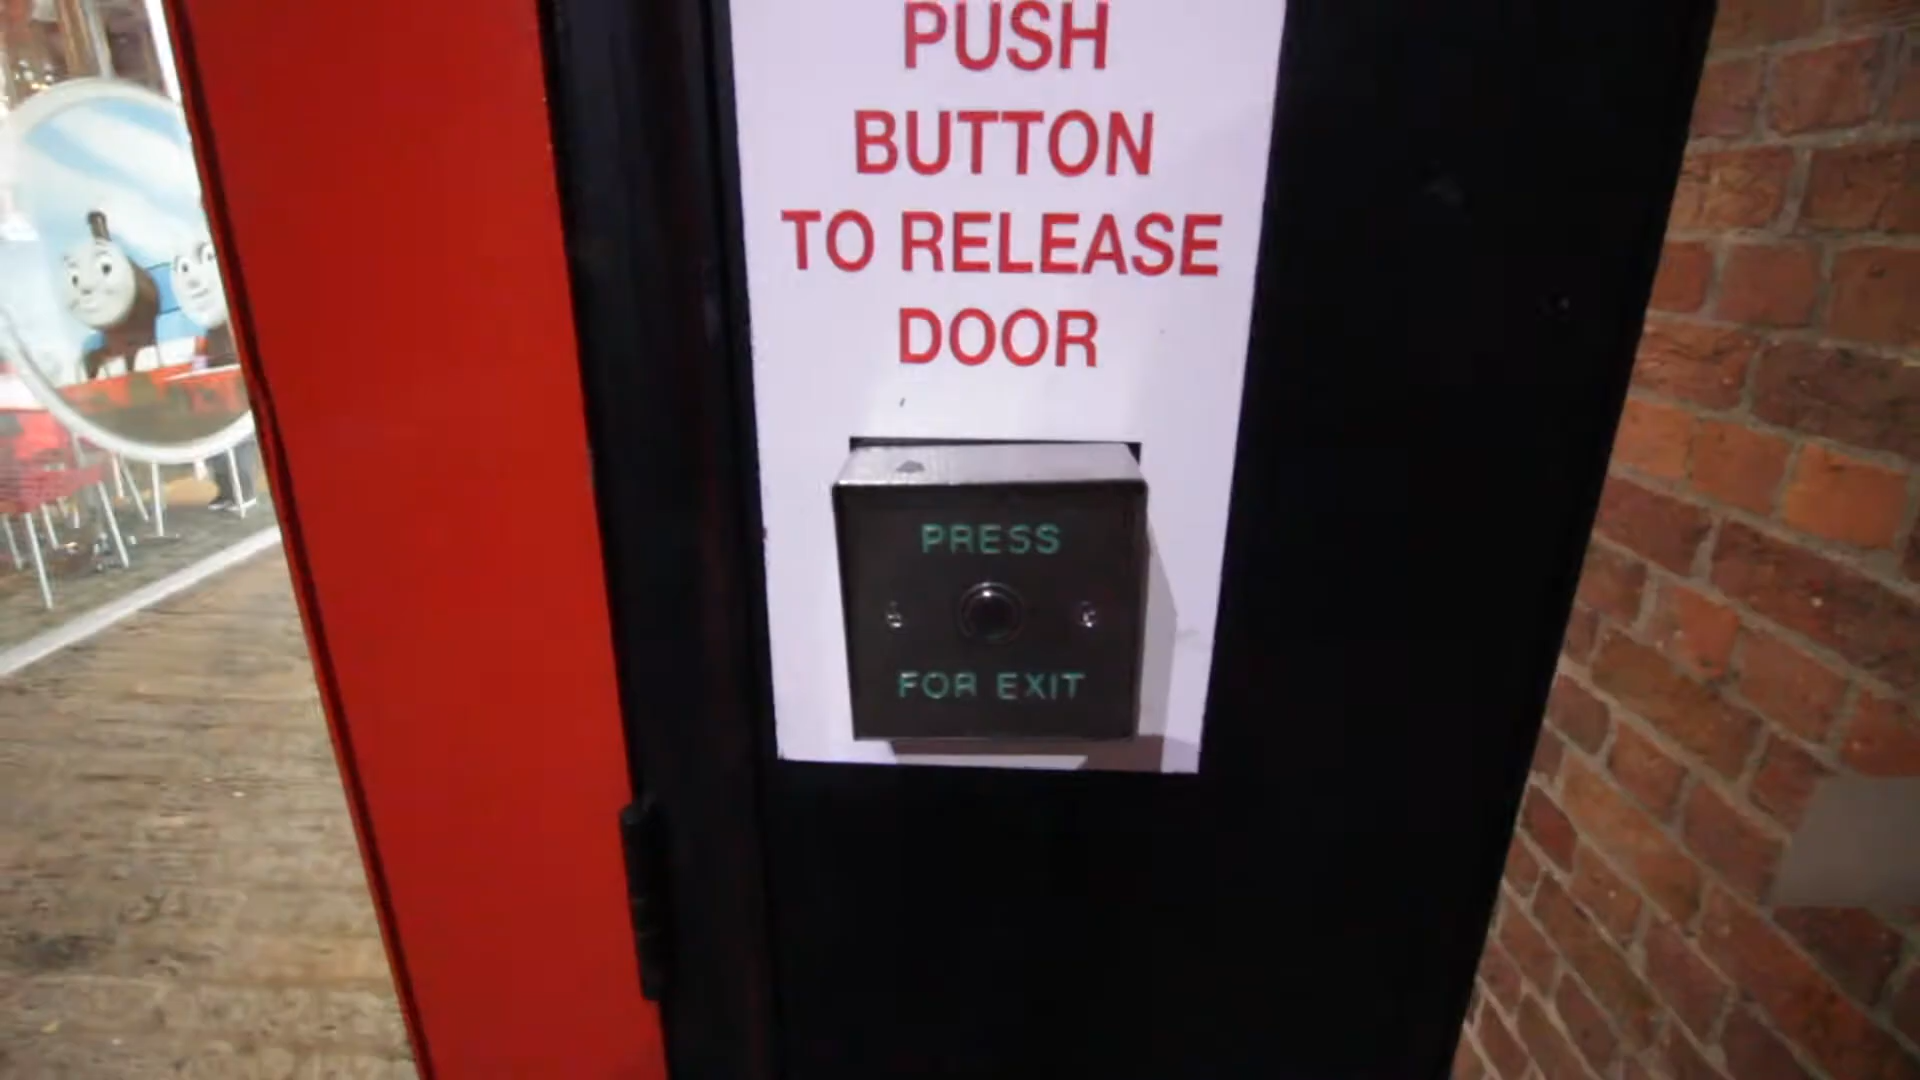 PUSH
BUTTON
TO RELEASE
DOOR
PRESS
FOR EXIT